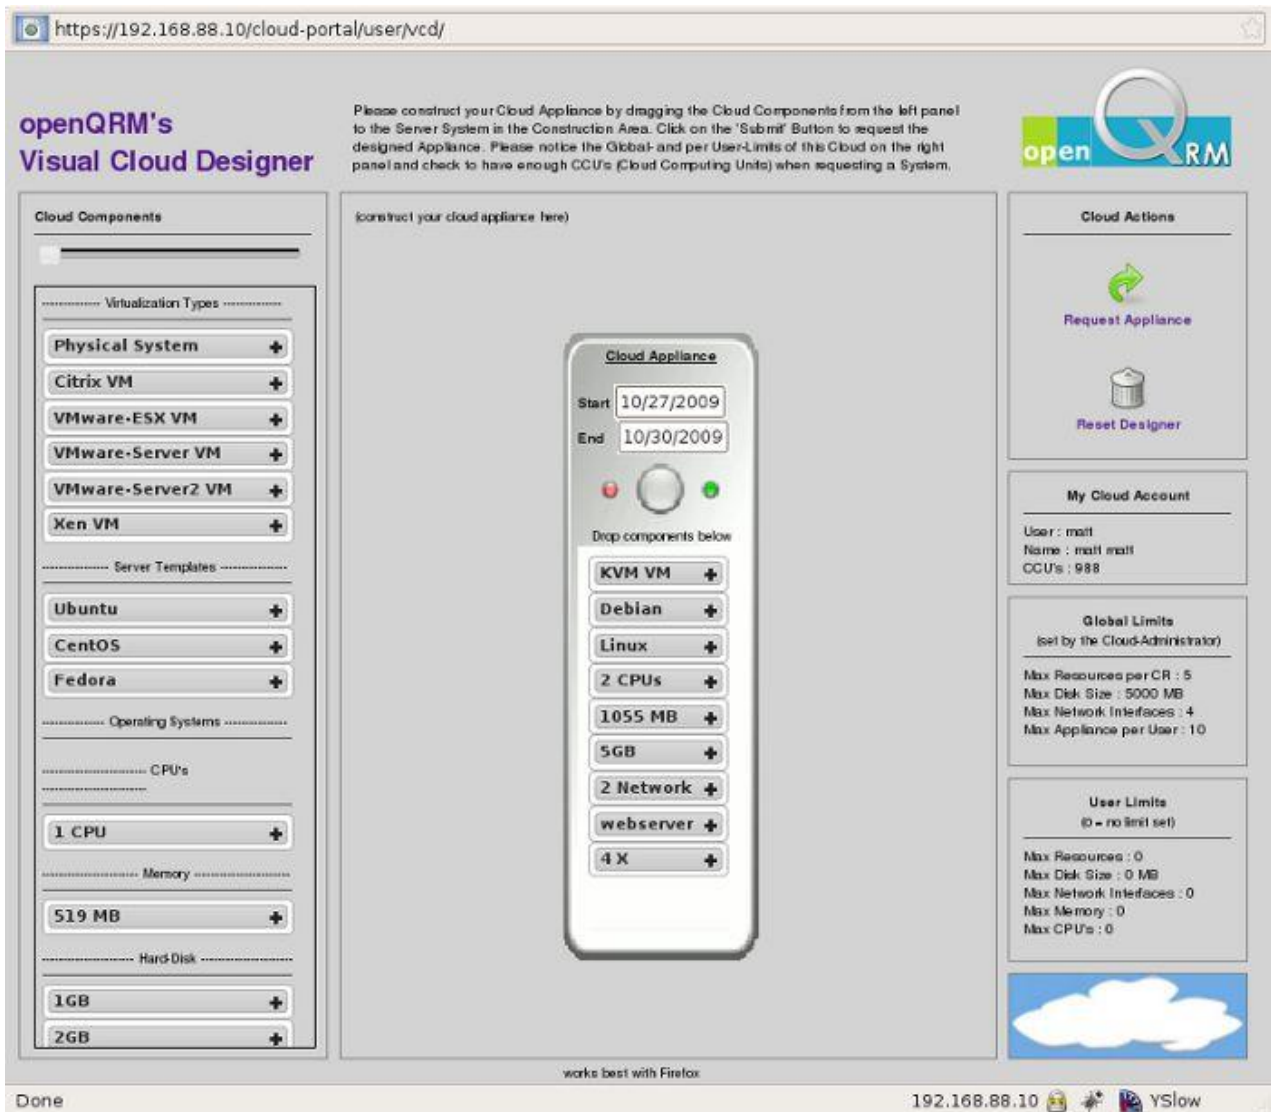 https://192.168.88.10/cloud-portal/user/vcd/
openQRM's
Visual Cloud Designer
Please construct your Cloud Appliance by dragging the Cloud Components from the left panel
to the Server System in the Construction Area. Click on the 'Submit' Button to request the
designed Appliance. Please notice the Global- and per User-Limits of this Cloud on the right
panel and check to have enough CCU's (Cloud Computing Units) when requesting a System.
open QRM
Cloud Components
-------------- Virtualization Types --------------
Physical System
Citrix VM
VMware-ESX VM
VMware-Server VM
VMware-Server2 VM
Xen VM
---------------- Server Templates ----------------
Ubuntu
CentOS
Fedora
--------------- Operating Systems ---------------
------------------------- CPU's
-------------------------
1 CPU
----------------------- Memory -----------------------
519 MB
---------------------- Hard-Disk ----------------------
1GB
2GB
(construct your cloud appliance here)
Cloud Appliance
Start 10/27/2009
End 10/30/2009
Drop components below
KVM VM
Debian
Linux
2 CPUs
1055 MB
5GB
2 Network
webserver
4 X
Cloud Actions
Request Appliance
Reset Designer
My Cloud Account
User : matt
Name : matt matt
CCU's : 988
Global Limits
(set by the Cloud-Administrator)
Max Resources per CR : 5
Max Disk Size : 5000 MB
Max Network Interfaces : 4
Max Appliance per User : 10
User Limits
(0 = no limit set)
Max Resources : 0
Max Disk Size : 0 MB
Max Network Interfaces : 0
Max Memory : 0
Max CPU's : 0
works best with Firefox
Done
192.168.88.10
YSlow